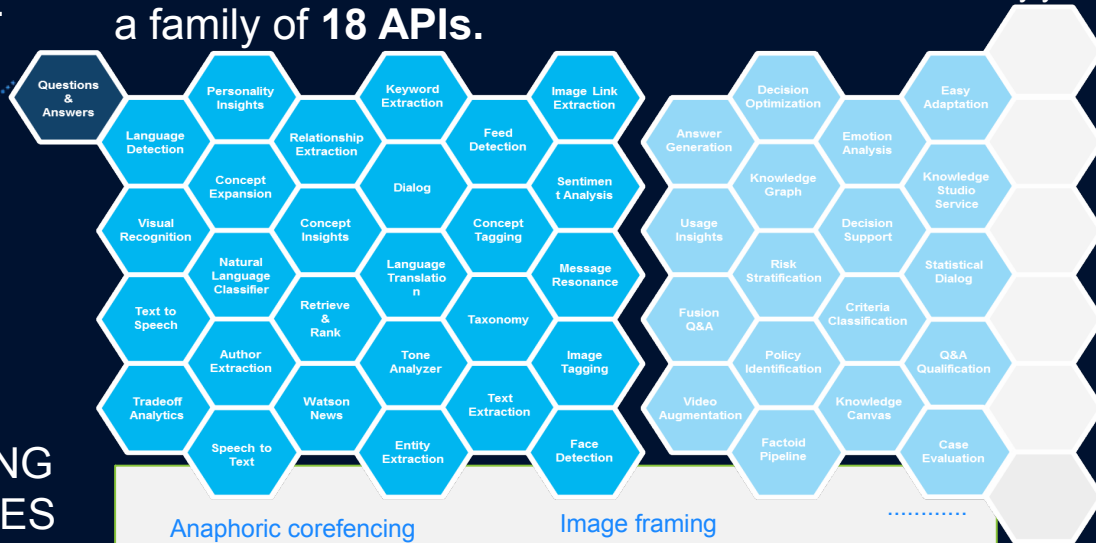 a family of 18 APIs.
Questions
&
Answers
Personality
Insights
Keyword
Extraction
Image Link
Extraction
Decision
Optimization
Easy
Adaptation
Language
Detection
Relationship
Extraction
Feed
Detection
Answer
Generation
Emotion
Analysis
Concept
Expansion
Dialog
Sentimen
t Analysis
Knowledge
Graph
Knowledge
Studio
Service
Visual
Recognition
Concept
Insights
Concept
Tagging
Usage
Insights
Decision
Support
Natural
Language
Classifier
Language
Translatio
n
Message
Resonance
Risk
Stratification
Statistical
Dialog
Text to
Speech
Retrieve
&
Rank
Taxonomy
Fusion
Q&A
Criteria
Classification
Author
Extraction
Tone
Analyzer
Image
Tagging
Policy
Identification
Q&A
Qualification
Tradeoff
Analytics
Watson
News
Text
Extraction
Video
Augmentation
Knowledge
Canvas
Speech to
Text
Entity
Extraction
Face
Detection
Factoid
Pipeline
Case
Evaluation
NG
ES
Anaphoric corefencing
Image framing
............